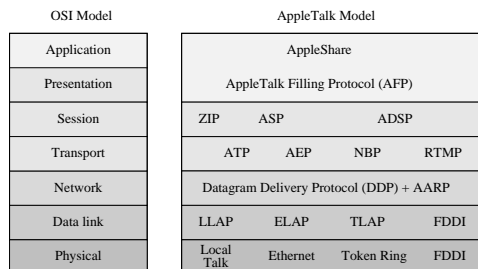 OSI Model AppleTalk Model
Application AppleShare
Presentation AppleTalk Filling Protocol (AFP)
Session ZIP ASP ADSP
Transport ATP AEP NBP RTMP
Network Datagram Delivery Protocol (DDP) + AARP
Data link LLAP ELAP TLAP FDDI
Physical Local Talk Ethernet Token Ring FDDI